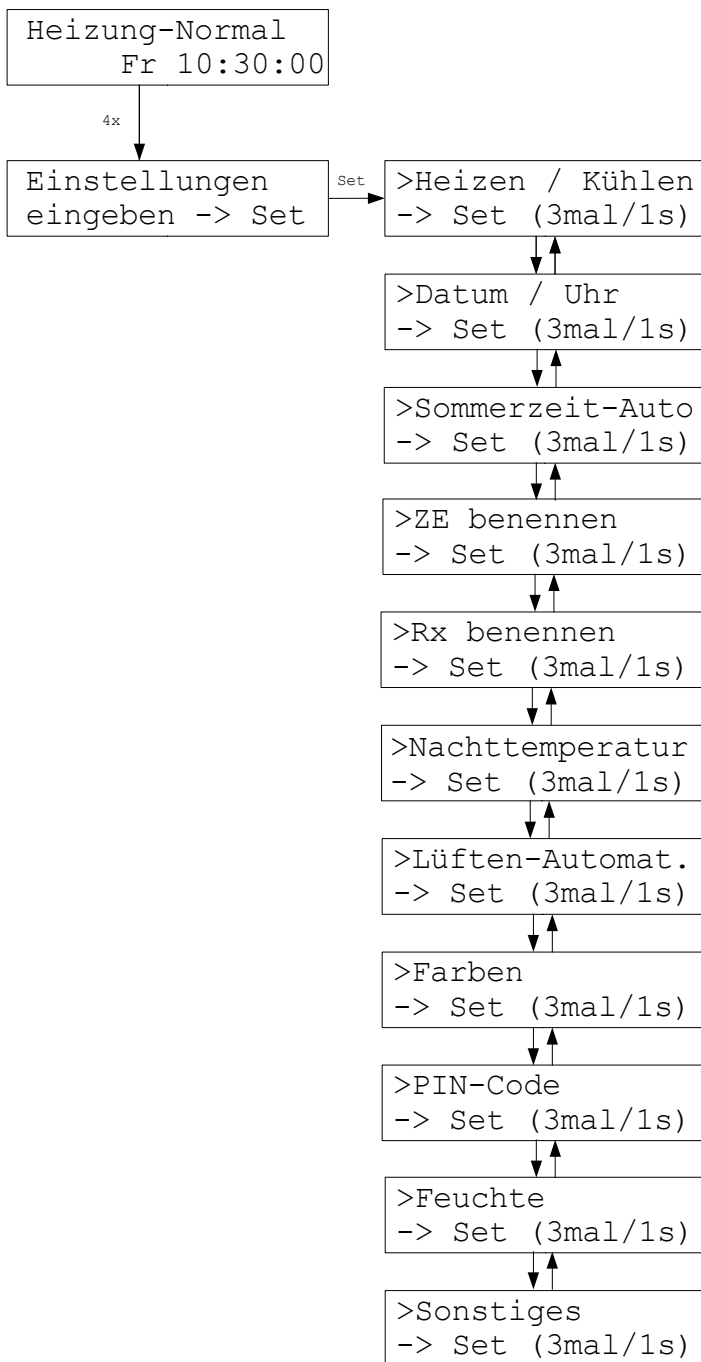 Heizung-Normal
Fr 10:30:00
4x
Einstellungen
eingeben -> Set
Set
>Heizen / Kühlen
-> Set (3mal/1s)
>Datum / Uhr
-> Set (3mal/1s)
>Sommerzeit-Auto
-> Set (3mal/1s)
>ZE benennen
-> Set (3mal/1s)
>Rx benennen
-> Set (3mal/1s)
>Nachttemperatur
-> Set (3mal/1s)
>Lüften-Automat.
-> Set (3mal/1s)
>Farben
-> Set (3mal/1s)
>PIN-Code
-> Set (3mal/1s)
>Feuchte
-> Set (3mal/1s)
>Sonstiges
-> Set (3mal/1s)